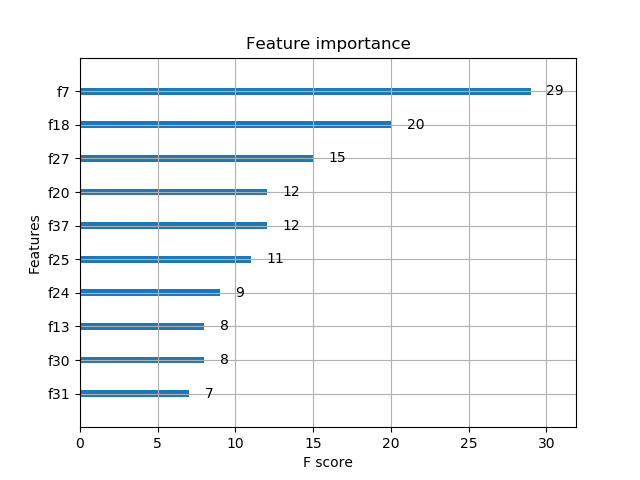 Feature importance
Features
f7 29
f18 20
f27 15
f20 12
f37 12
f25 11
f24 9
f13 8
f30 8
f31 7
0 5 10 15 20 25 30
F score